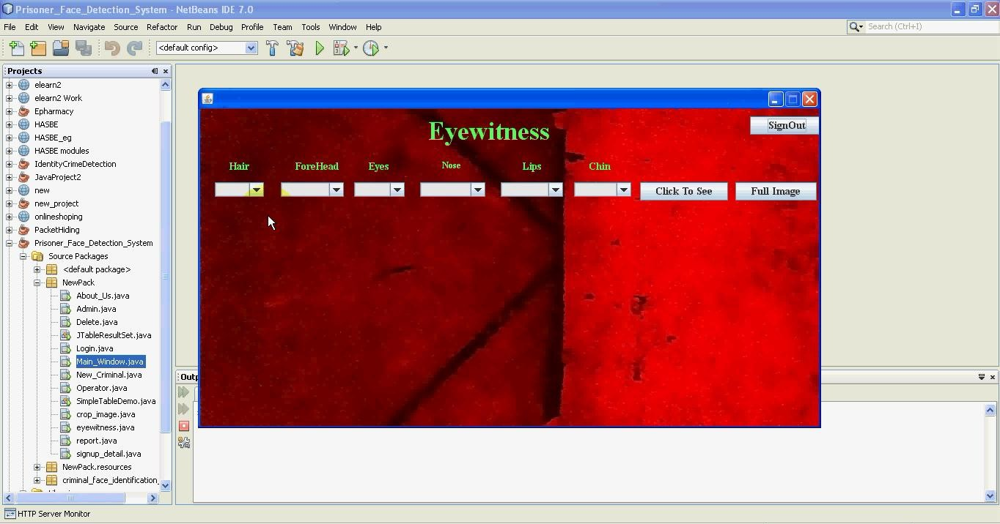 Prisoner_Face_Detection_System - NetBeans IDE 7.0
File Edit View Navigate Source Refactor Run Debug Profile Team Tools Window Help
Search (Ctrl+I)
<default config>
Projects
elearn2
elearn2 Work
Epharmacy
HASBE
HASBE_eg
HASBE modules
IdentityCrimeDetection
JavaProject2
new
new_project
onlineshoping
PacketHiding
Prisoner_Face_Detection_System
Source Packages
<default package>
NewPack
About_Us.java
Admin.java
Delete.java
JTableResultSet.java
Login.java
Main_Window.java
New_Criminal.java
Operator.java
SimpleTableDemo.java
crop_image.java
eyewitness.java
report.java
signup_detail.java
NewPack.resources
criminal_face_identification_
Eyewitness
SignOut
Hair ForeHead Eyes Nose Lips Chin
Click To See Full Image
Outp
HTTP Server Monitor